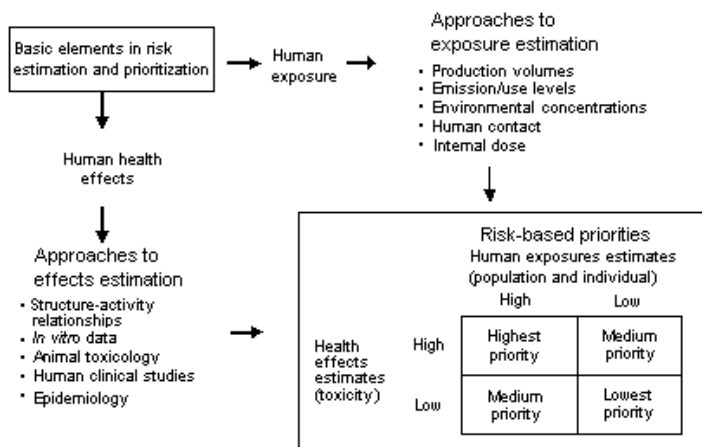 Basic elements in risk
estimation and prioritization
Human
exposure
Approaches to
exposure estimation
• Production volumes
• Emission/use levels
• Environmental concentrations
• Human contact
• Internal dose
Human health
effects
Approaches to
effects estimation
• Structure-activity
relationships
• In vitro data
• Animal toxicology
• Human clinical studies
• Epidemiology
Risk-based priorities
Human exposures estimates
(population and individual)
High Low
Health
effects
estimates
(toxicity)
High
Highest
priority
Medium
priority
Low
Medium
priority
Lowest
priority